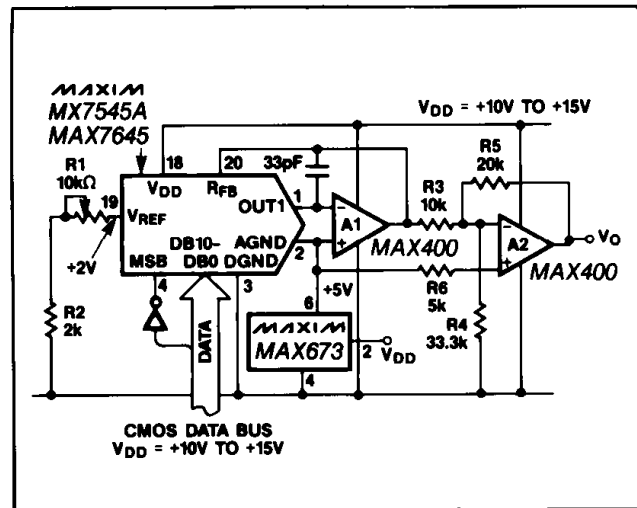 MAXIM
MX7545A
MAX7645
VDD = +10V TO +15V
R1
10kΩ
18
20
33pF
R5
20k
19
VDD
RFB
1
R3
10k
VREF
OUT1
A1
+2V
DB10-
AGND
2
MAX400
A2
VO
MSB
DB0
DGND
MAX400
4
3
+5V
R6
5k
R2
2k
6
R4
33.3k
DATA
MAXIM
MAX673
2
VDD
4
CMOS DATA BUS
VDD = +10V TO +15V